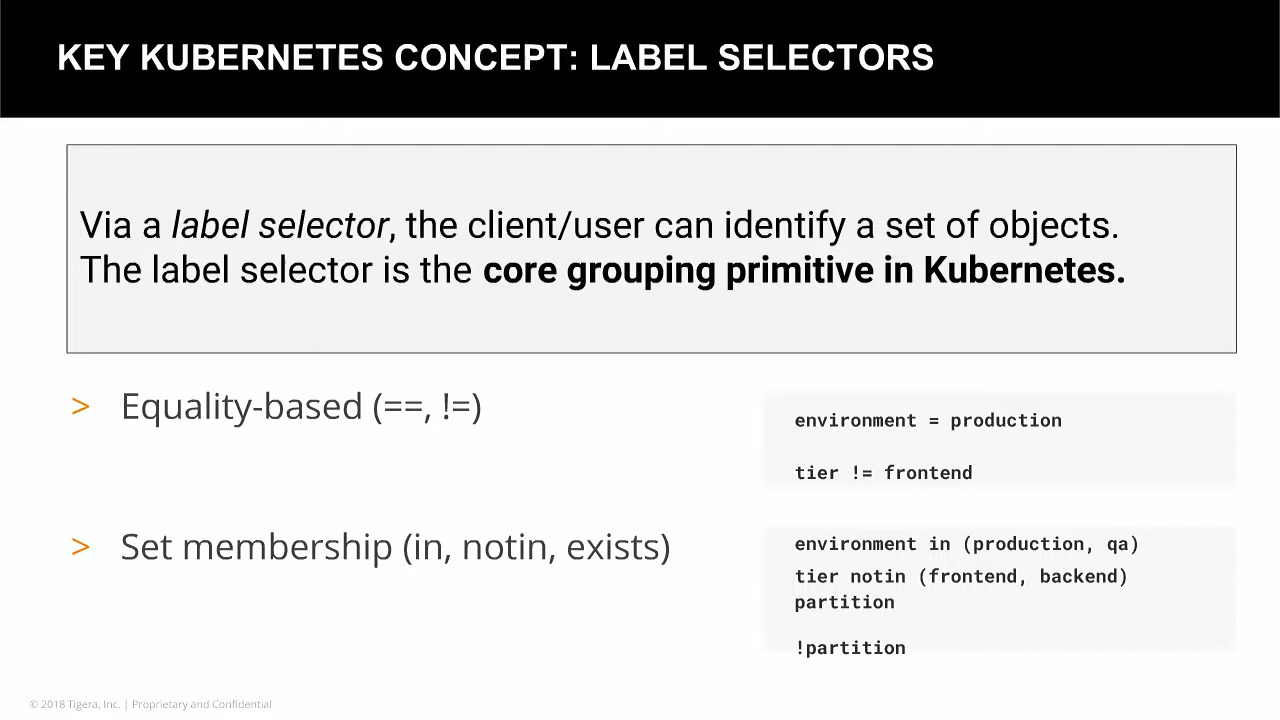 KEY KUBERNETES CONCEPT: LABEL SELECTORS
Via a label selector, the client/user can identify a set of objects.
The label selector is the core grouping primitive in Kubernetes.
> Equality-based (==, !=)
environment = production
tier != frontend
> Set membership (in, notin, exists)
environment in (production, qa)
tier notin (frontend, backend)
partition
!partition
© 2018 Tigera, Inc. | Proprietary and Confidential